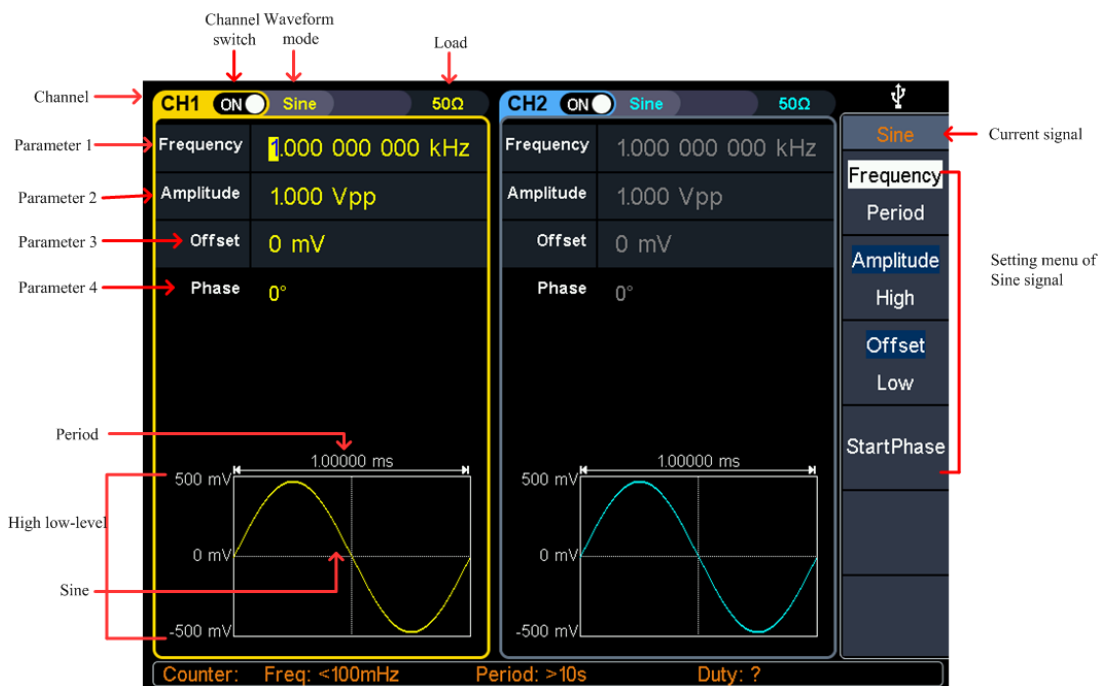 Channel Waveform
switch mode
Load
Channel
CH1 ON Sine 50Ω
CH2 ON Sine 50Ω
Parameter 1
Frequency 1.000 000 000 kHz
Frequency 1.000 000 000 kHz
Sine
Current signal
Parameter 2
Amplitude 1.000 Vpp
Amplitude 1.000 Vpp
Frequency
Period
Parameter 3
Offset 0 mV
Offset 0 mV
Amplitude
High
Setting menu of
Sine signal
Parameter 4
Phase 0°
Phase 0°
Offset
Low
StartPhase
Period
1.00000 ms
500 mV
0 mV
-500 mV
High low-level
Sine
1.00000 ms
500 mV
0 mV
-500 mV
Counter: Freq: <100mHz Period: >10s Duty: ?